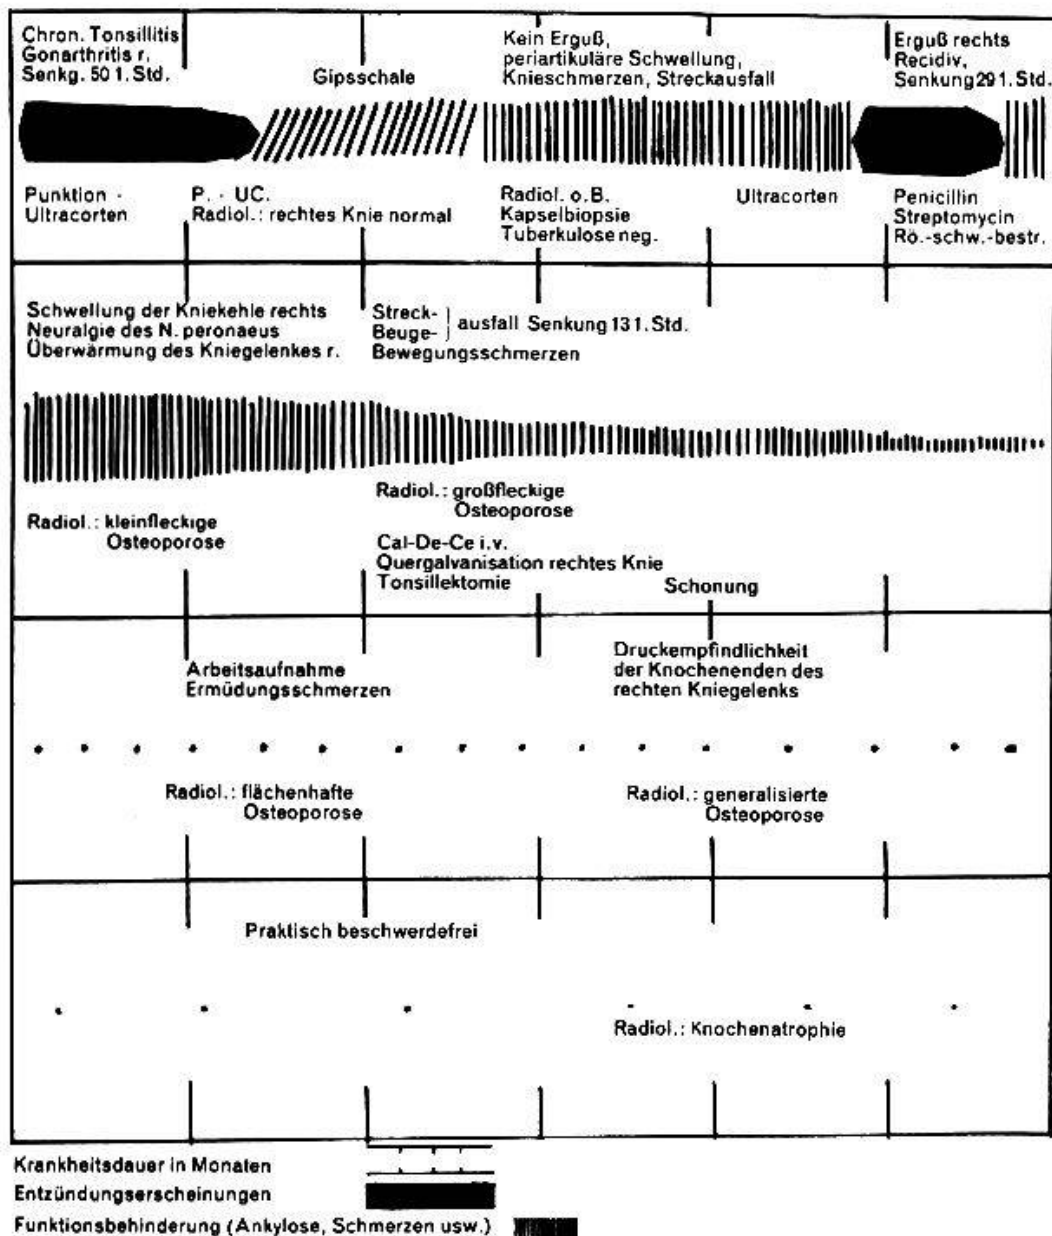 Chron. Tonsillitis
Gonarthritis r.
Senkg. 50 1. Std.
Gipsschale
Kein Erguß,
periartikuläre Schwellung,
Knieschmerzen, Streckausfall
Erguß rechts
Recidiv,
Senkung 29 1. Std.
Punktion -
Ultracorten
P. - UC.
Radiol.: rechtes Knie normal
Radiol. o. B.
Kapselbiopsie
Tuberkulose neg.
Ultracorten
Penicillin
Streptomycin
Rö.-schw.-bestr.
Schwellung der Kniekehle rechts
Neuralgie des N. peronaeus
Überwärmung des Kniegelenkes r.
Streck-
Beuge- ausfall Senkung 13 1. Std.
Bewegungsschmerzen
Radiol.: kleinfleckige
Osteoporose
Radiol.: großfleckige
Osteoporose
Cal-De-Ce i.v.
Quergalvanisation rechtes Knie
Tonsillektomie
Schonung
Arbeitsaufnahme
Ermüdungsschmerzen
Druckempfindlichkeit
der Knochenenden des
rechten Kniegelenks
Radiol.: flächenhafte
Osteoporose
Radiol.: generalisierte
Osteoporose
Praktisch beschwerdefrei
Radiol.: Knochenatrophie
Krankheitsdauer in Monaten
Entzündungserscheinungen
Funktionsbehinderung (Ankylose, Schmerzen usw.)